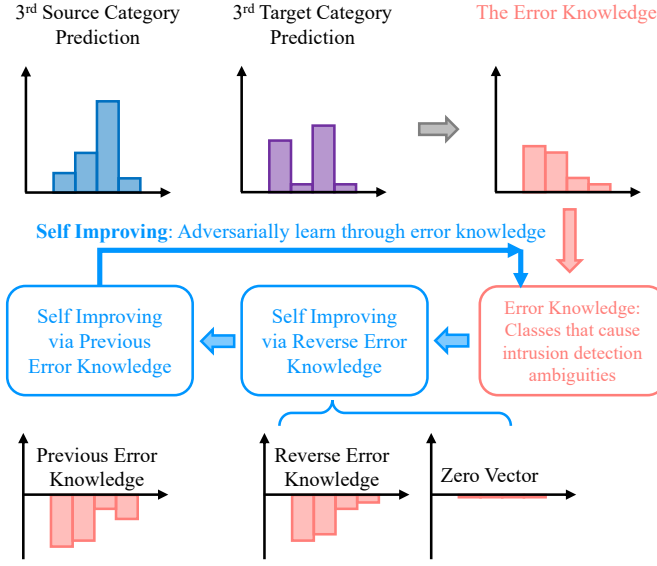 3rd Source Category
Prediction
3rd Target Category
Prediction
The Error Knowledge
Self Improving: Adversarially learn through error knowledge
Self Improving
via Previous
Error Knowledge
Self Improving
via Reverse Error
Knowledge
Error Knowledge:
Classes that cause
intrusion detection
ambiguities
Previous Error
Knowledge
Reverse Error
Knowledge
Zero Vector